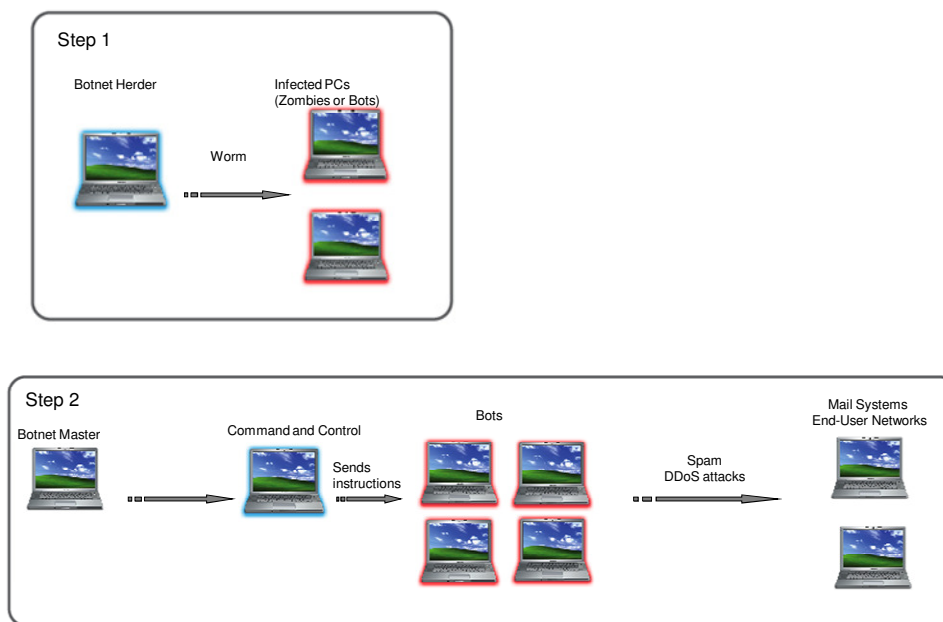 Step 1
Botnet Herder
Infected PCs
(Zombies or Bots)
Worm
Step 2
Botnet Master
Command and Control
Sends
instructions
Bots
Spam
DDoS attacks
Mail Systems
End-User Networks